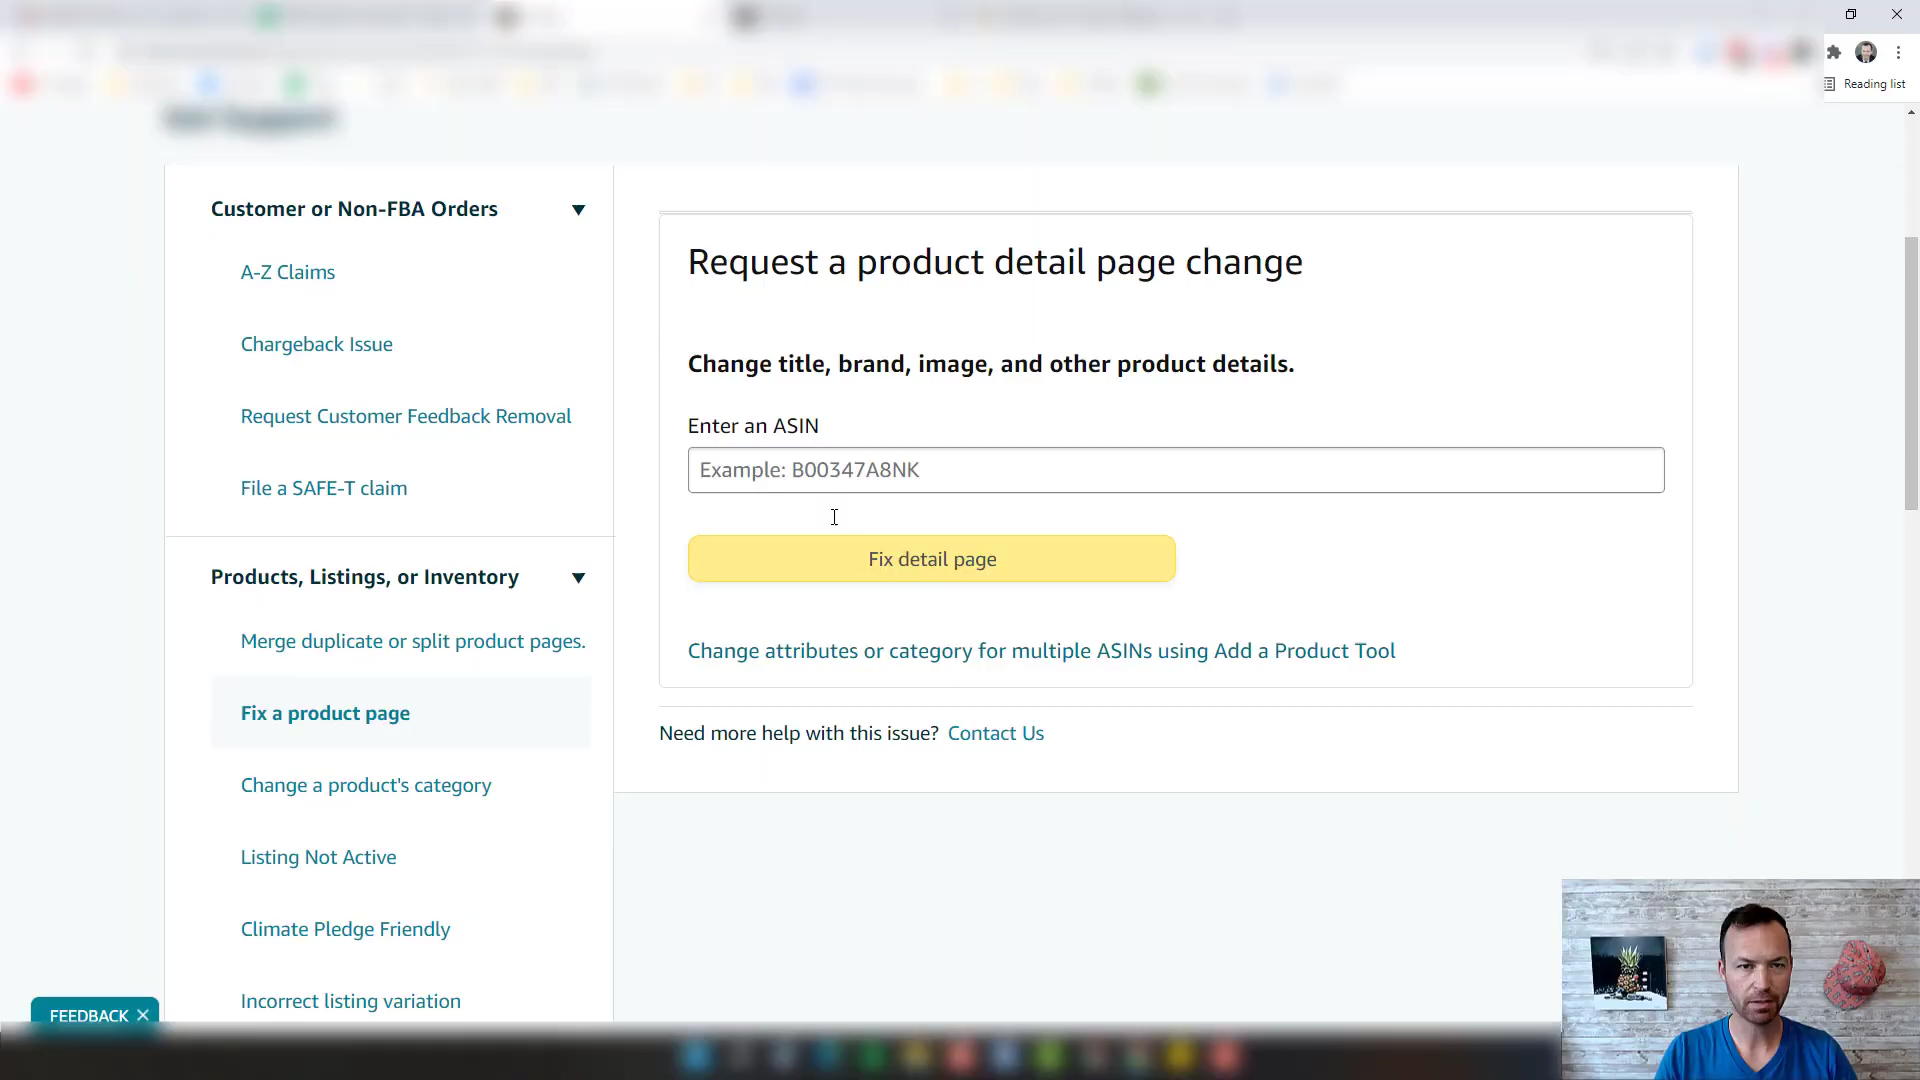 Reading list
Customer or Non-FBA Orders
A-Z Claims
Chargeback Issue
Request Customer Feedback Removal
File a SAFE-T claim
Products, Listings, or Inventory
Merge duplicate or split product pages.
Fix a product page
Change a product's category
Listing Not Active
Climate Pledge Friendly
Incorrect listing variation
FEEDBACK
Request a product detail page change
Change title, brand, image, and other product details.
Enter an ASIN
Example: B00347A8NK
Fix detail page
Change attributes or category for multiple ASINs using Add a Product Tool
Need more help with this issue? Contact Us